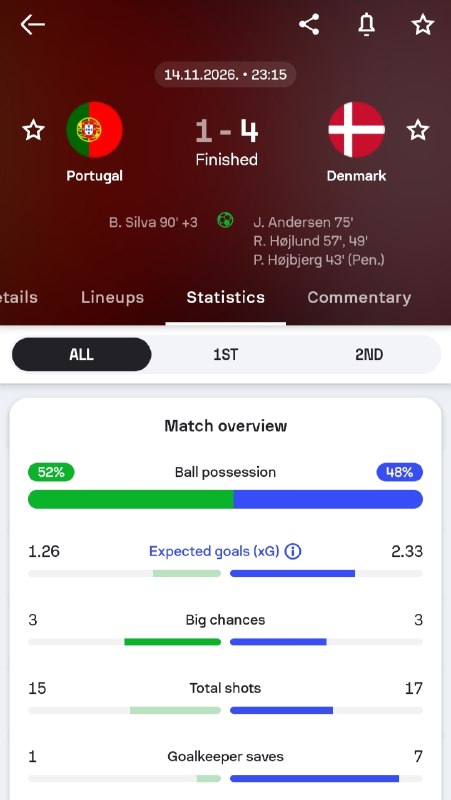 14.11.2026. • 23:15
1 - 4
Finished
Portugal
Denmark
B. Silva 90' +3
J. Andersen 75'
R. Højlund 57', 49'
P. Højbjerg 43' (Pen.)
etails Lineups Statistics Commentary
ALL 1ST 2ND
Match overview
52% Ball possession 48%
1.26 Expected goals (xG) 2.33
3 Big chances 3
15 Total shots 17
1 Goalkeeper saves 7